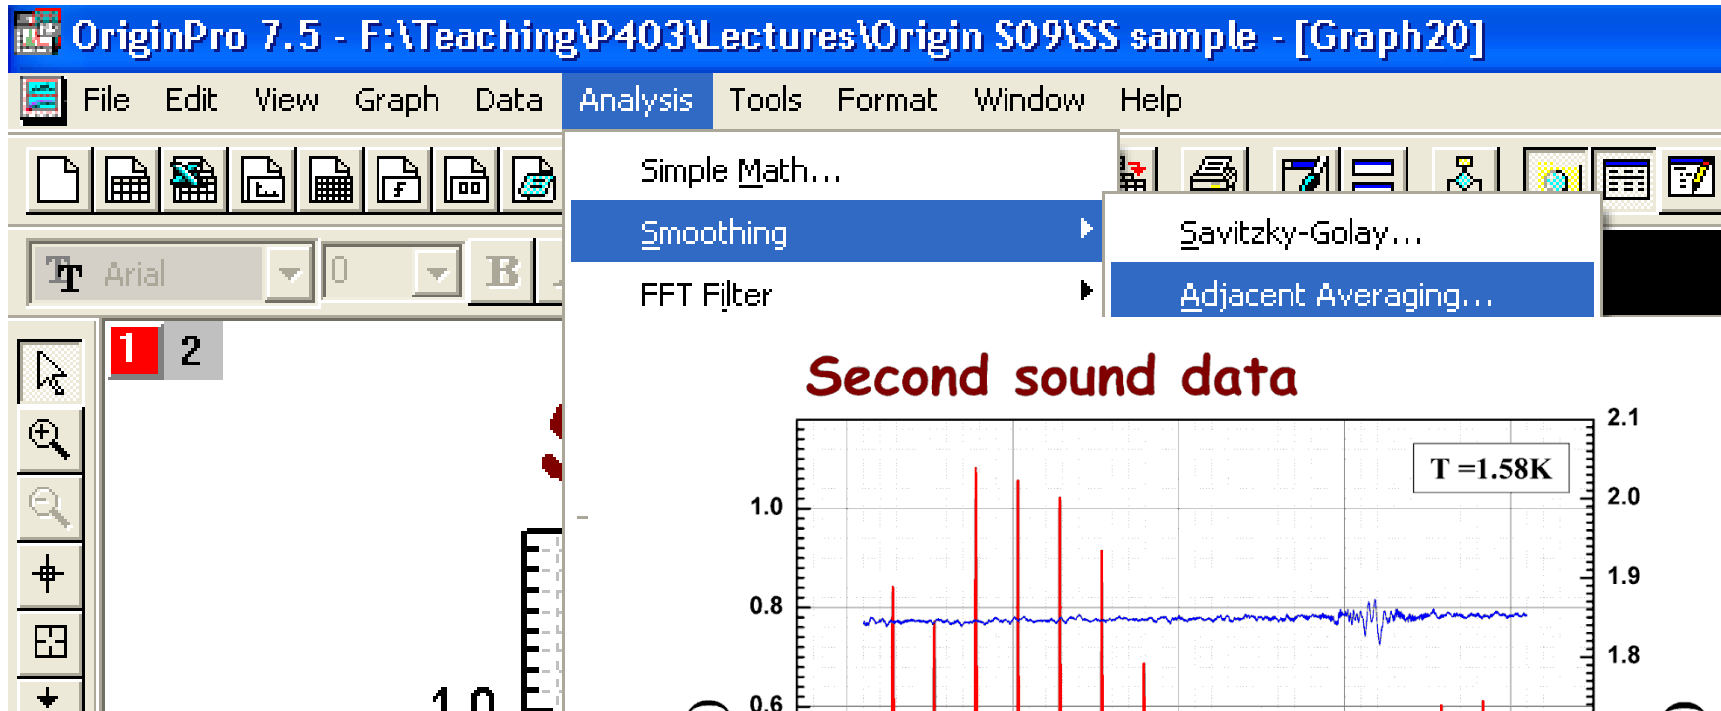 OriginPro 7.5 - F:\Teaching\P403\Lectures\Origin S09\SS sample - [Graph20]
File Edit View Graph Data Analysis Tools Format Window Help
Simple Math...
Smoothing
Savitzky-Golay...
Arial 0 B
FFT Filter
Adjacent Averaging...
1 2
Second sound data
2.1
T =1.58K
2.0
1.0
1.9
0.8
1.8
1.0
0.6